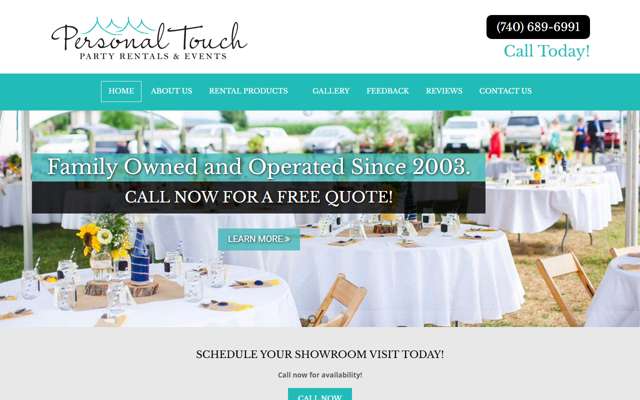 Personal Touch
PARTY RENTALS & EVENTS
(740) 689-6991
Call Today!
HOME
ABOUT US
RENTAL PRODUCTS
GALLERY
FEEDBACK
REVIEWS
CONTACT US
Family Owned and Operated Since 2003.
CALL NOW FOR A FREE QUOTE!
LEARN MORE »
SCHEDULE YOUR SHOWROOM VISIT TODAY!
Call now for availability!
CALL NOW